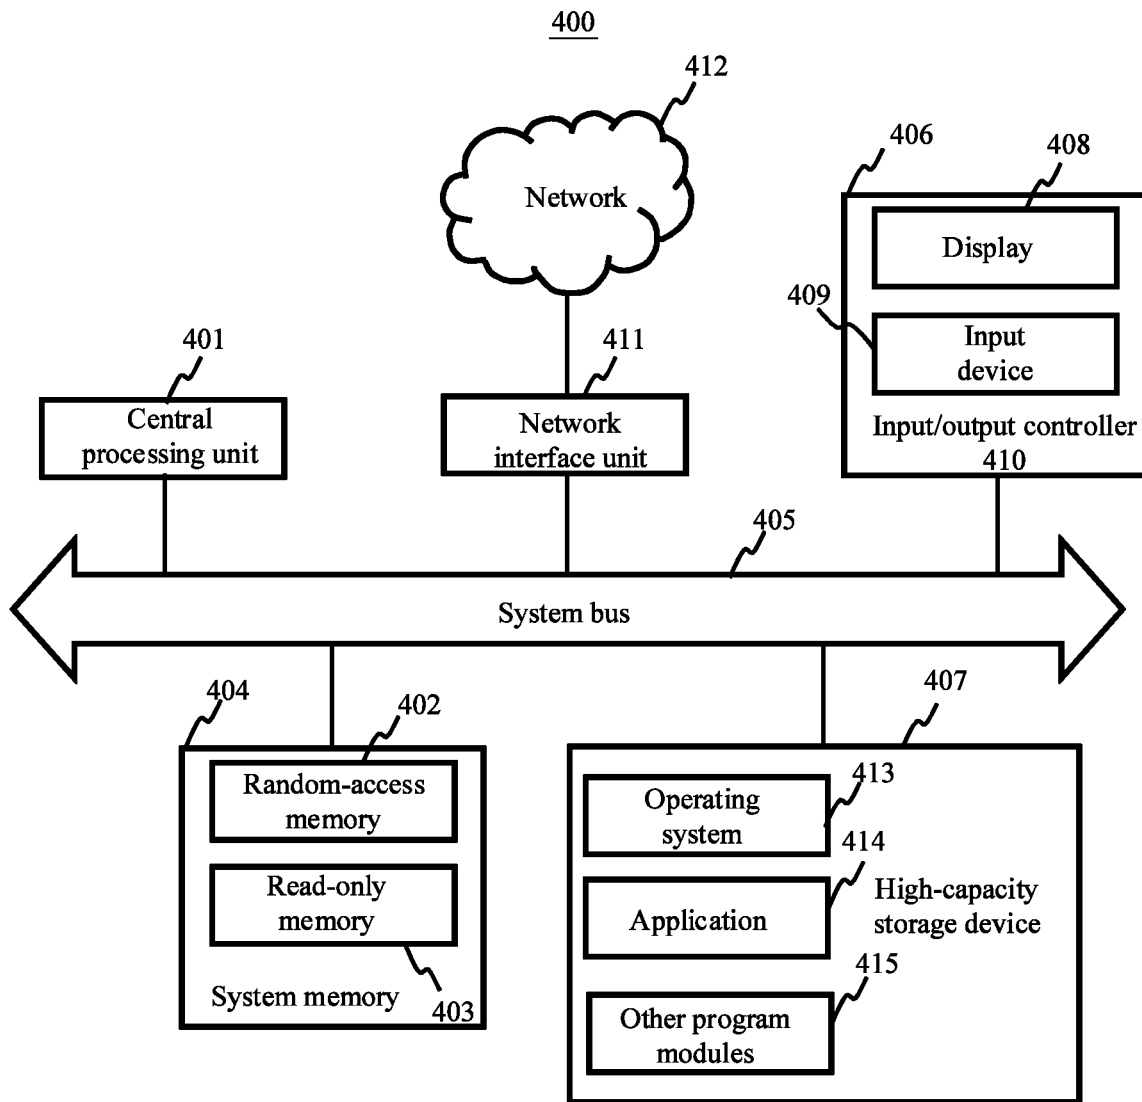 400
412
Network
406
408
Display
409
Input
device
Input/output controller
410
401
Central
processing unit
411
Network
interface unit
405
System bus
404
402
Random-access
memory
Read-only
memory
System memory
403
407
Operating
system
413
414
Application
High-capacity
storage device
415
Other program
modules